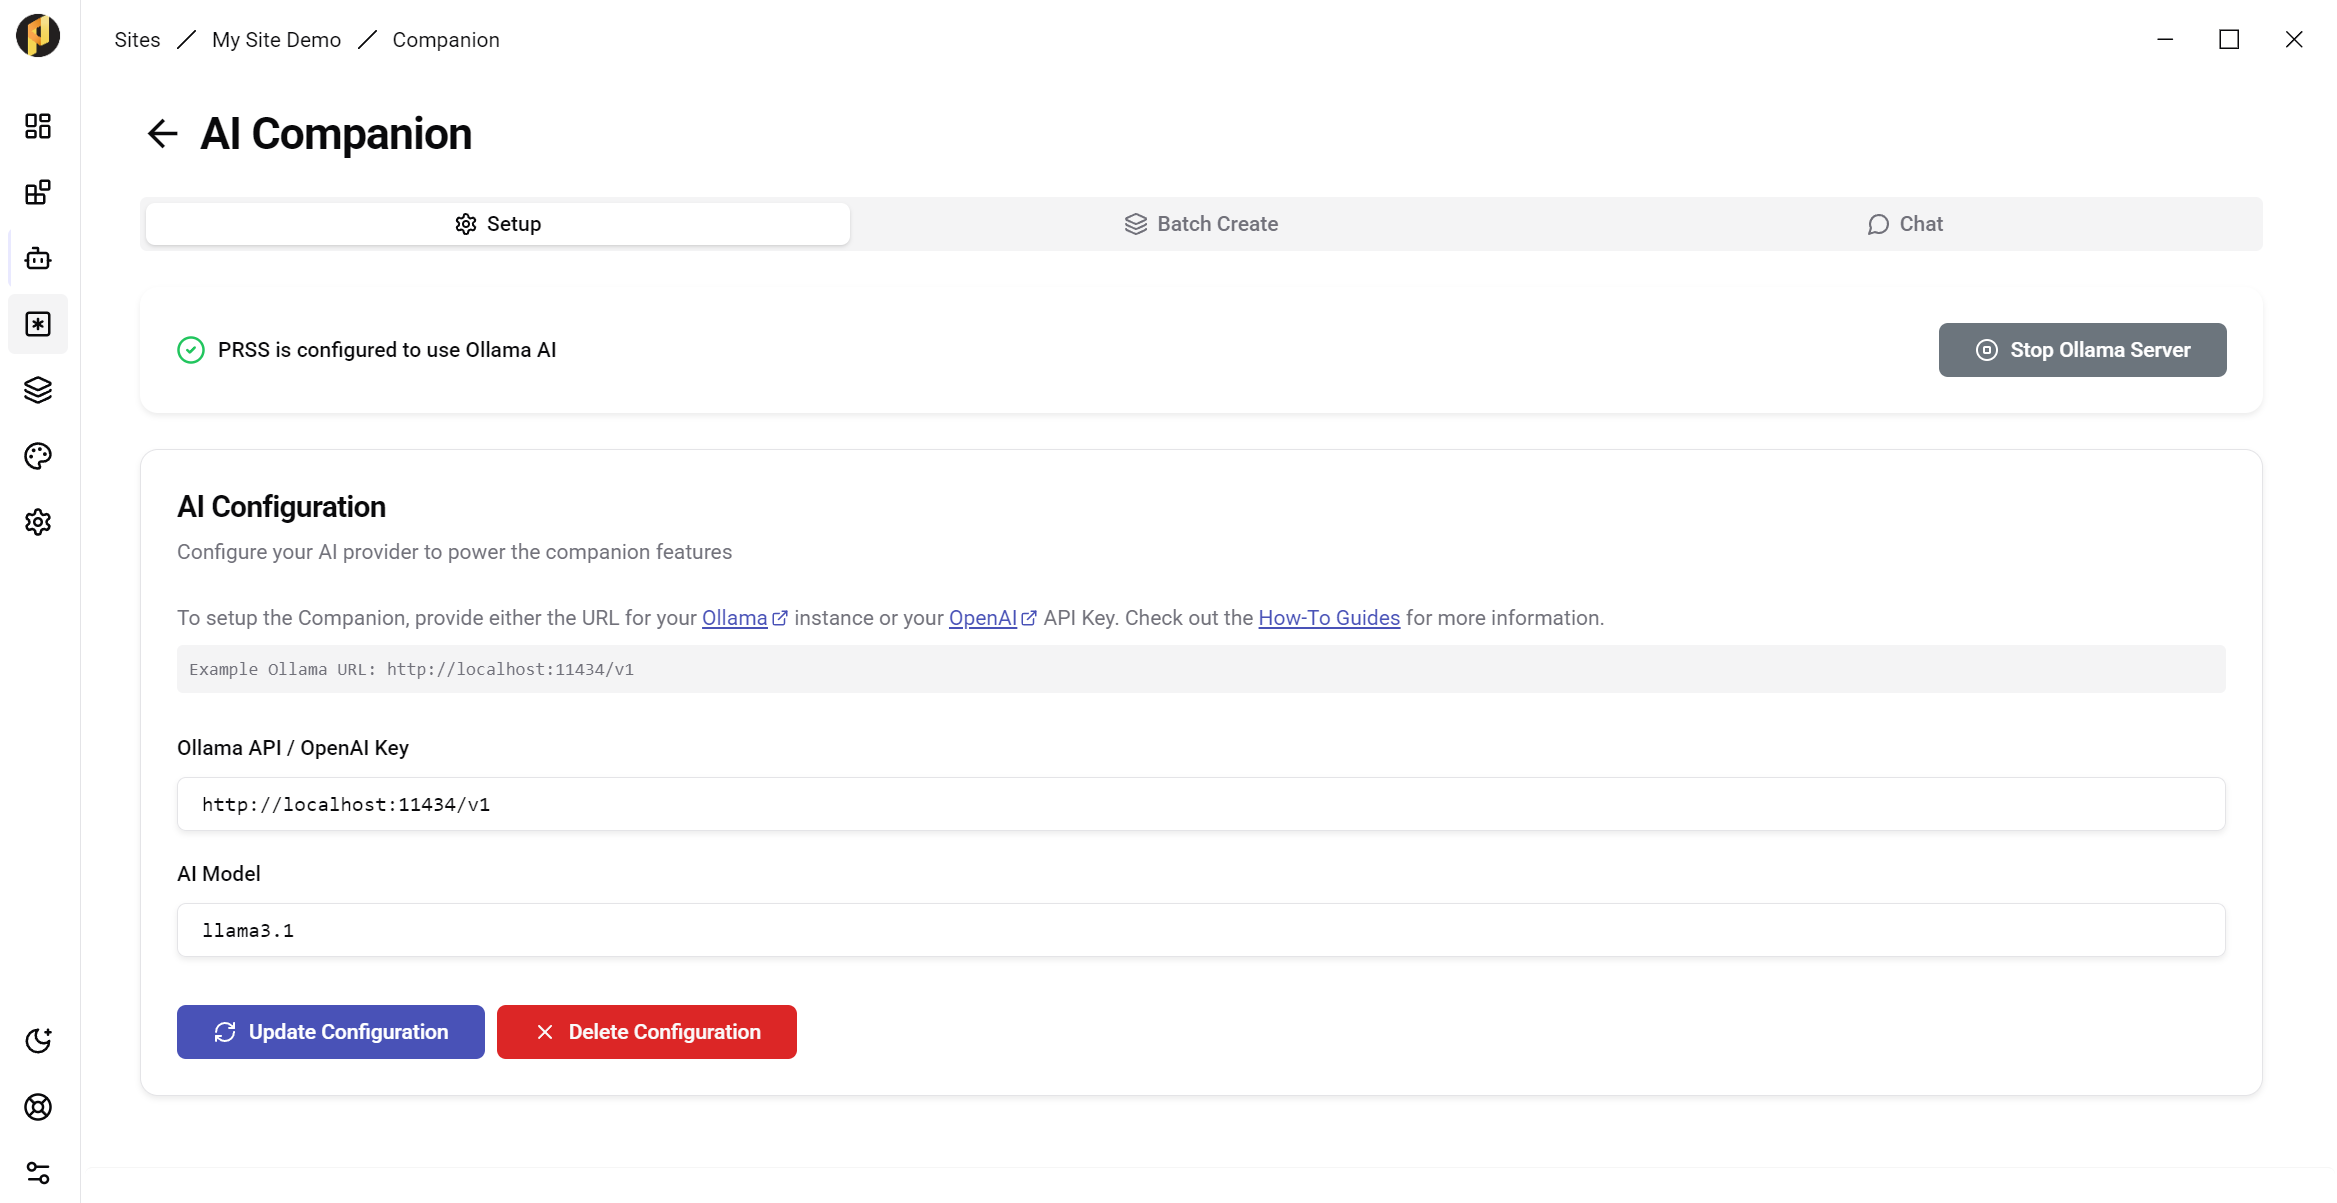 Sites / My Site Demo / Companion
AI Companion
Setup
Batch Create
Chat
PRSS is configured to use Ollama AI
Stop Ollama Server
AI Configuration
Configure your AI provider to power the companion features
To setup the Companion, provide either the URL for your Ollama instance or your OpenAI API Key. Check out the How-To Guides for more information.
Example Ollama URL: http://localhost:11434/v1
Ollama API / OpenAI Key
http://localhost:11434/v1
AI Model
llama3.1
Update Configuration
Delete Configuration